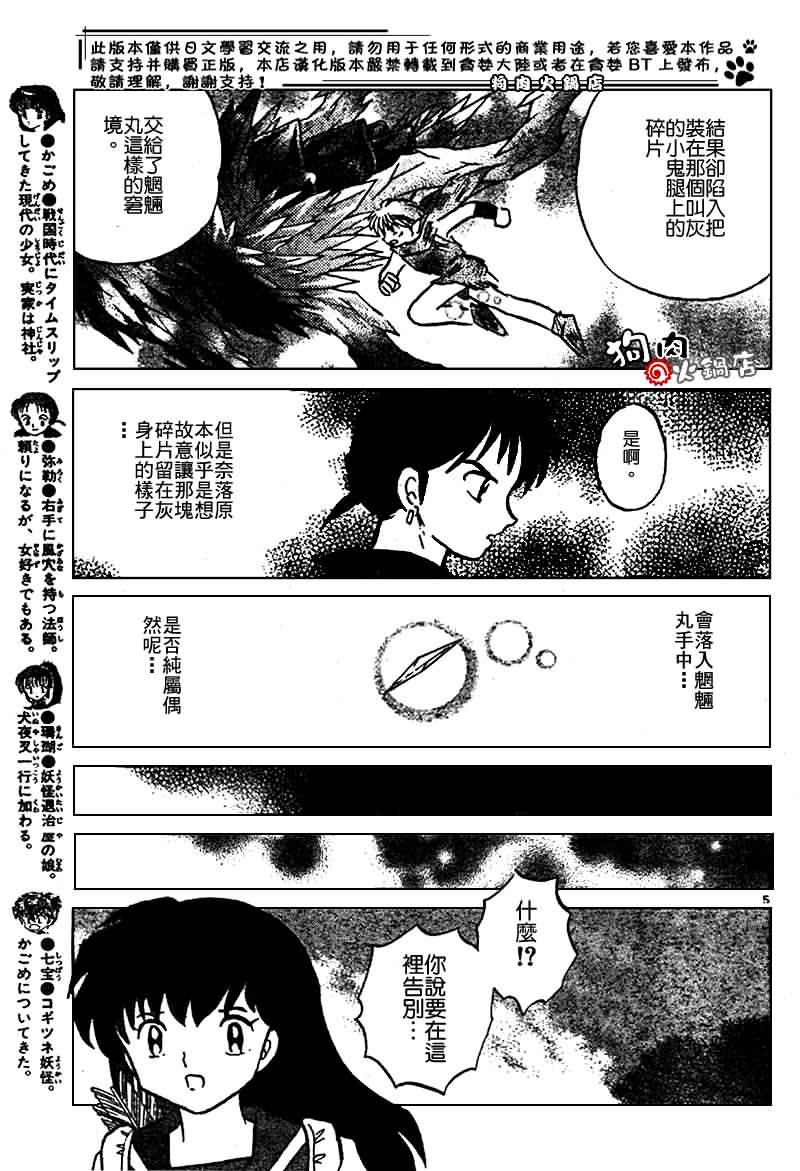 此版本僅供日文學習交流之用，請勿用于任何形式的商業用途，若您喜愛本作品
請支持并購買正版，本店漢化版本嚴禁轉載到貪婪大陸或者在貪婪BT上發布，
敬請理解，謝謝支持！
狗肉火鍋店
結果卻陷入把
裝在那個叫灰
的小鬼腿上的
碎片
交給了魍魎
丸這樣的窘
境。
狗肉
火鍋店
是啊。
但是奈落原
本似乎是想
故意讓那塊
碎片留在灰
身上的樣子
…
會落入魍魎
丸手中…
是否純屬偶
然呢…
5
什麼!?
你說要在這
裡告別…
●かごめ●戦国時代にタイムスリップ
してきた現代の少女。実家は神社。
●弥勒●右手に風穴を持つ法師。
頼りになるが、女好きでもある。
●珊瑚●妖怪退治屋の娘。
犬夜叉一行に加わる。
●七宝●コギツネ妖怪。
かごめについてきた。